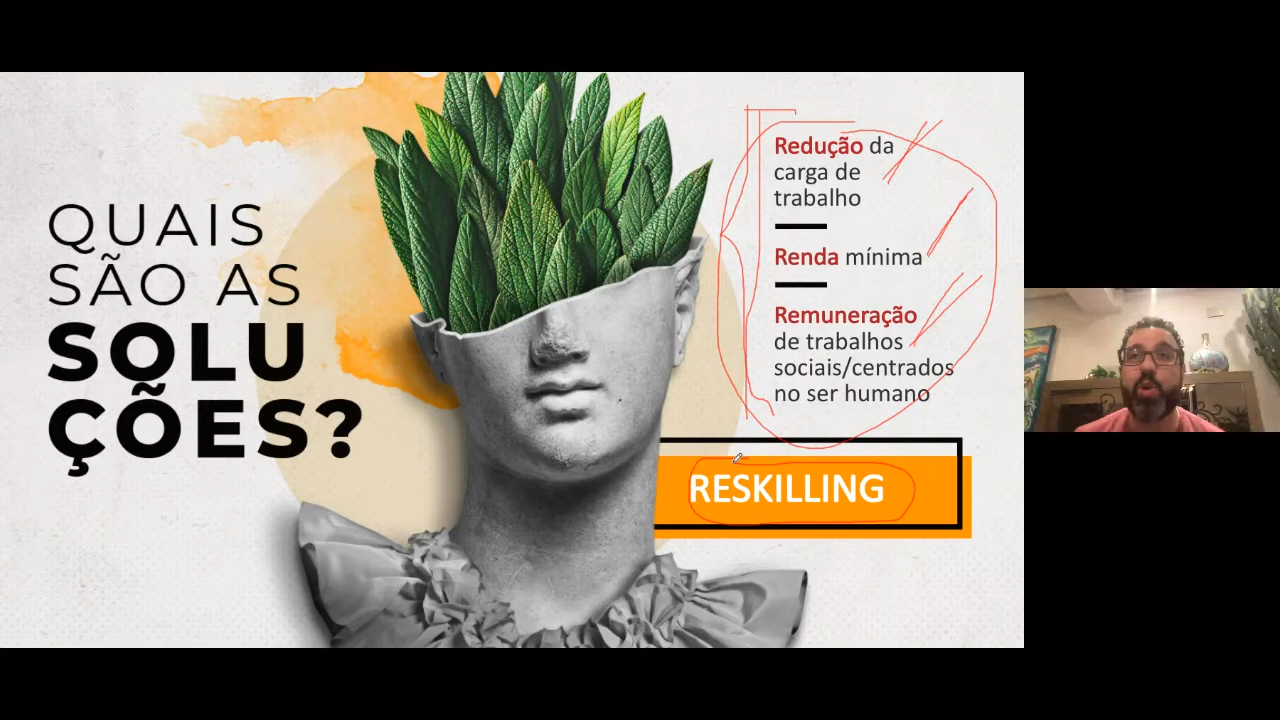 QUAIS
SÃO AS
SOLU
ÇÕES?
Redução da
carga de
trabalho
Renda mínima
Remuneração
de trabalhos
sociais/centrados
no ser humano
RESKILLING